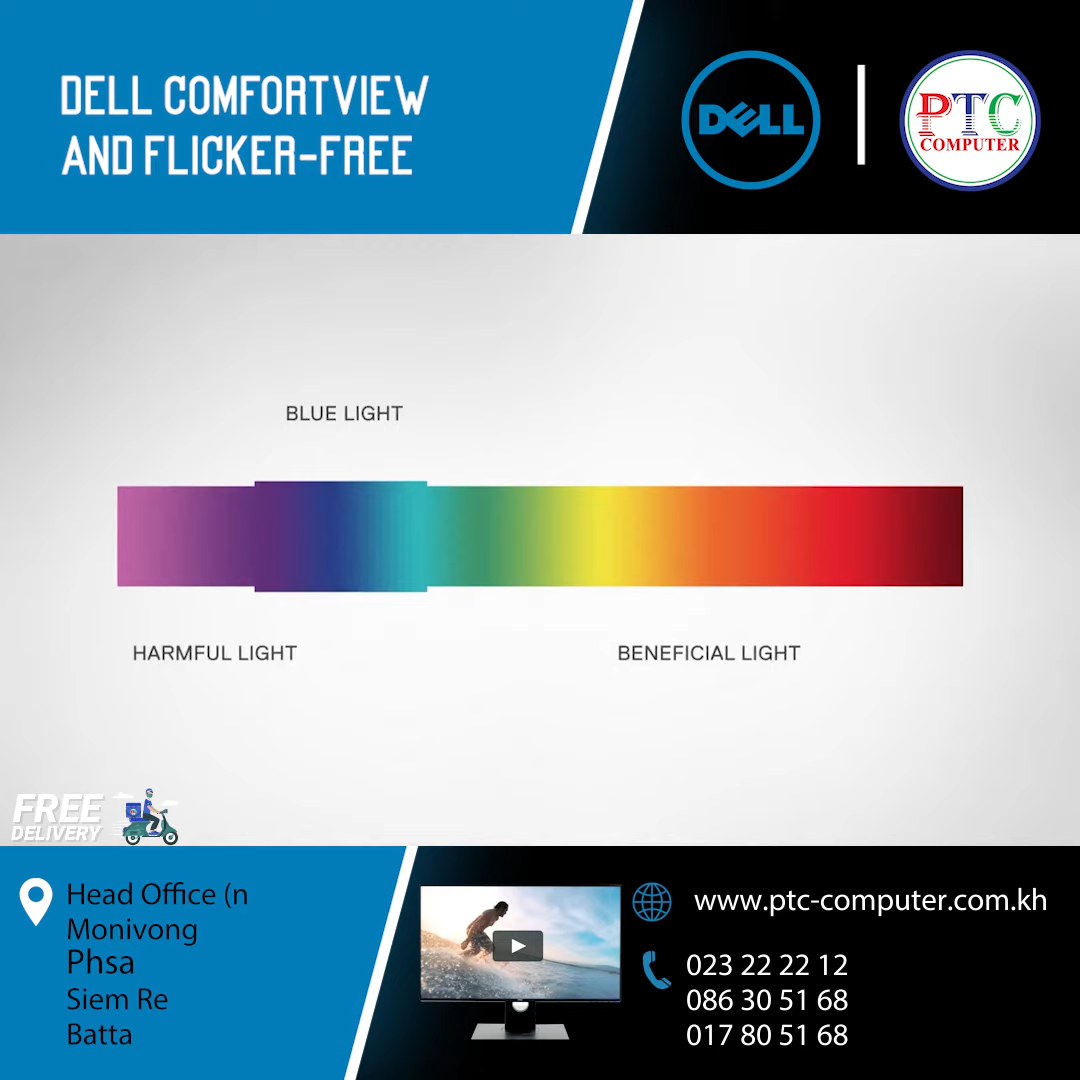 DELL COMFORTVIEW
AND FLICKER-FREE
DELL
PTC
COMPUTER
BLUE LIGHT
HARMFUL LIGHT
BENEFICIAL LIGHT
FREE
DELIVERY
Head Office (n
Monivong
Phsa
Siem Re
Batta
www.ptc-computer.com.kh
023 22 22 12
086 30 51 68
017 80 51 68